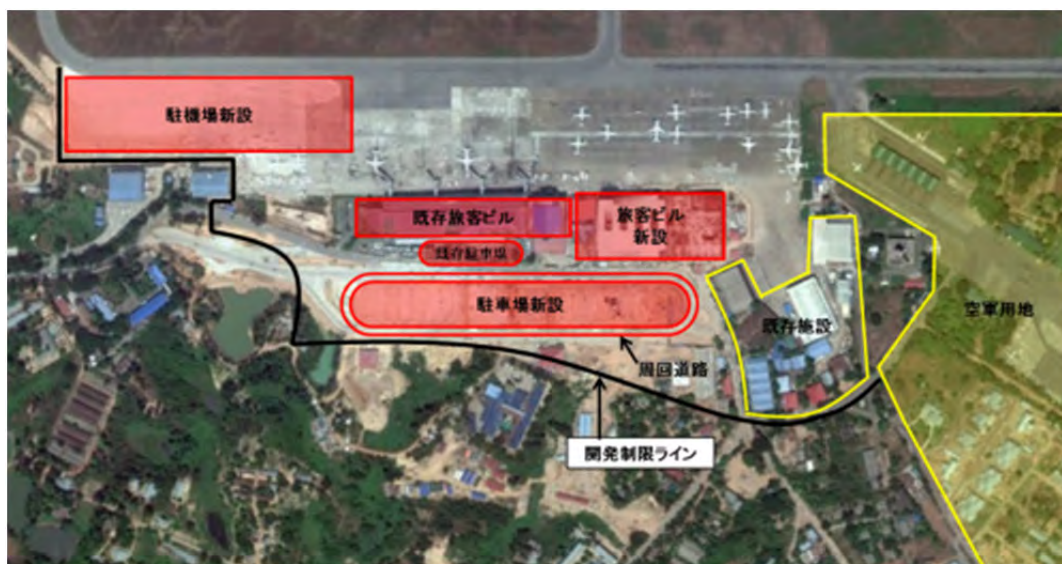 駐機場新設
既存旅客ビル
旅客ビル
新設
既存駐車場
駐車場新設
既存施設
空軍用地
周回道路
開発制限ライン